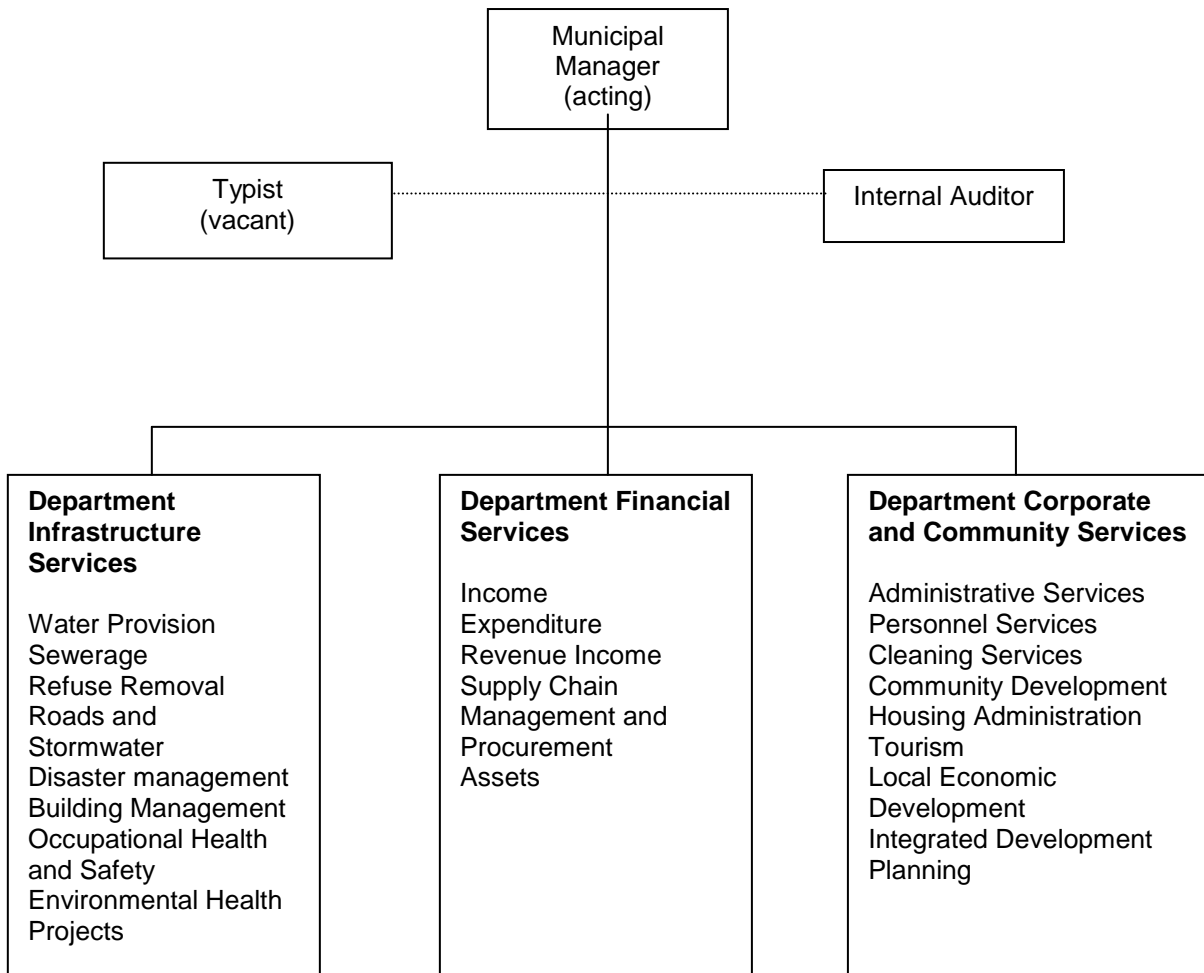 Municipal
Manager
(acting)
Typist
(vacant)
Internal Auditor
Department
Infrastructure
Services
Water Provision
Sewerage
Refuse Removal
Roads and
Stormwater
Disaster management
Building Management
Occupational Health
and Safety
Environmental Health
Projects
Department Financial
Services
Income
Expenditure
Revenue Income
Supply Chain
Management and
Procurement
Assets
Department Corporate
and Community Services
Administrative Services
Personnel Services
Cleaning Services
Community Development
Housing Administration
Tourism
Local Economic
Development
Integrated Development
Planning